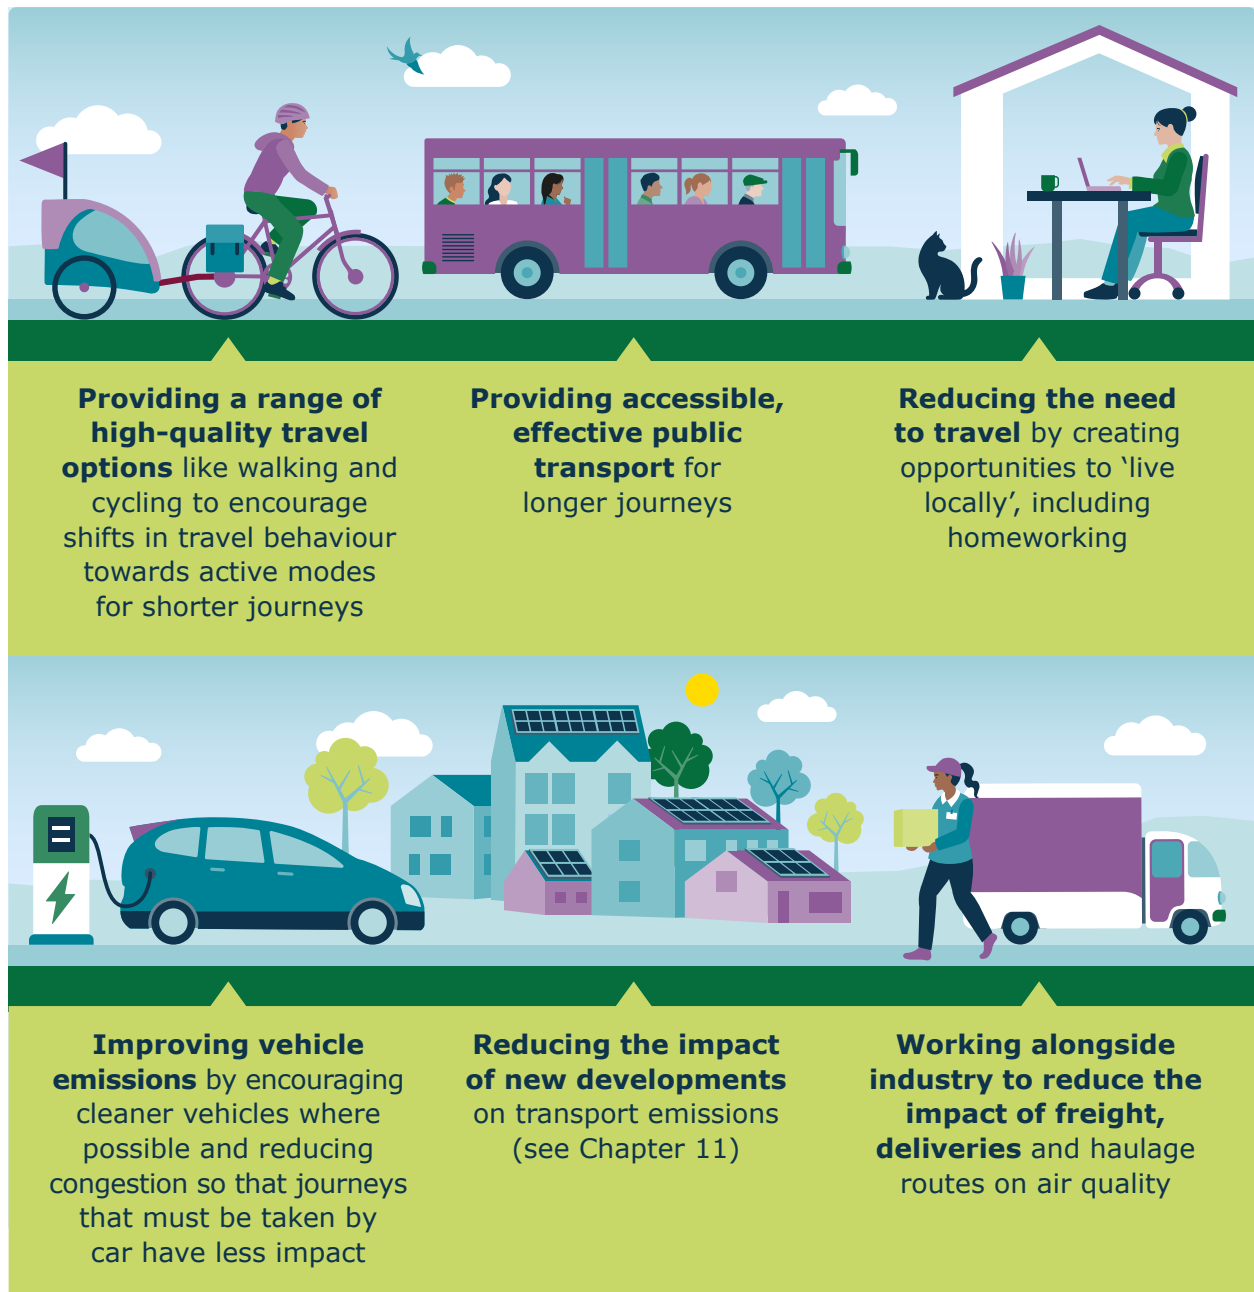 Providing a range of
high-quality travel
options like walking and
cycling to encourage
shifts in travel behaviour
towards active modes
for shorter journeys
Providing accessible,
effective public
transport for
longer journeys
Reducing the need
to travel by creating
opportunities to ‘live
locally’, including
homeworking
Improving vehicle
emissions by encouraging
cleaner vehicles where
possible and reducing
congestion so that journeys
that must be taken by
car have less impact
Reducing the impact
of new developments
on transport emissions
(see Chapter 11)
Working alongside
industry to reduce the
impact of freight,
deliveries and haulage
routes on air quality